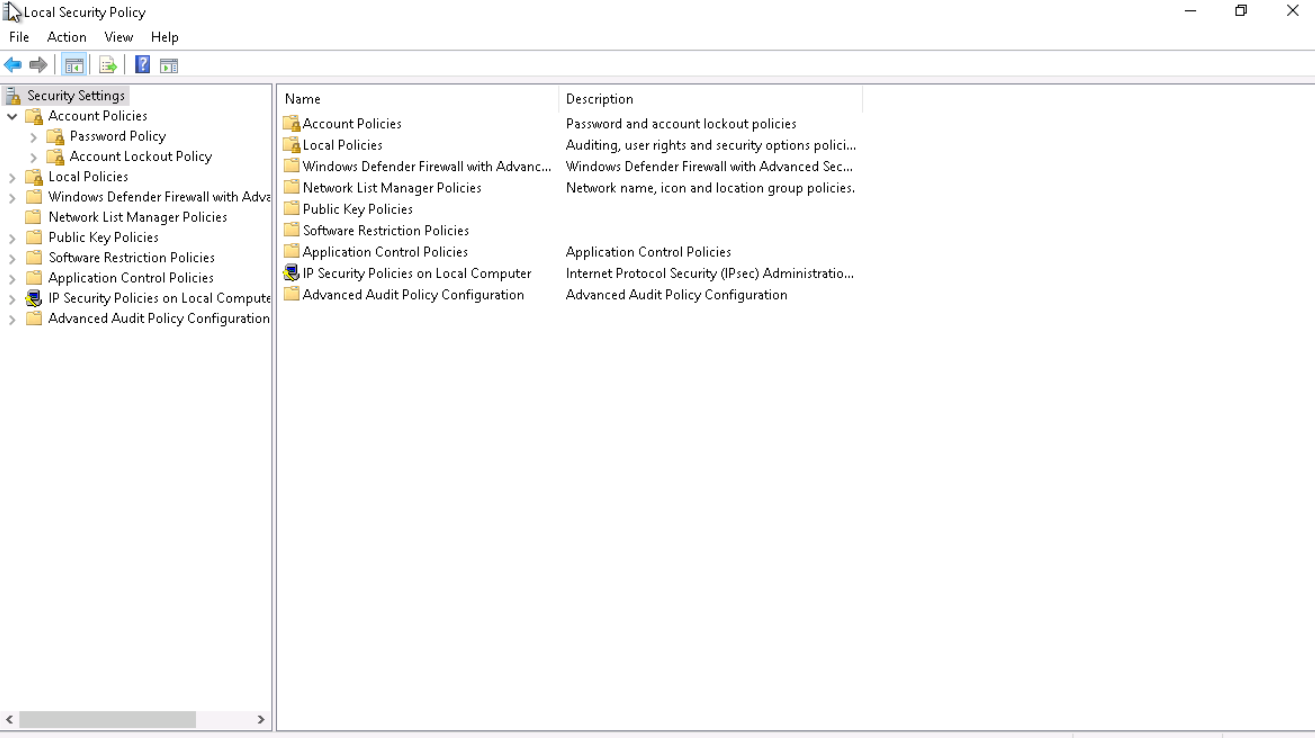 Local Security Policy
File Action View Help
Security Settings
Account Policies
Password Policy
Account Lockout Policy
Local Policies
Windows Defender Firewall with Adva
Network List Manager Policies
Public Key Policies
Software Restriction Policies
Application Control Policies
IP Security Policies on Local Compute
Advanced Audit Policy Configuration
Name Description
Account Policies Password and account lockout policies
Local Policies Auditing, user rights and security options polici...
Windows Defender Firewall with Advanc... Windows Defender Firewall with Advanced Sec...
Network List Manager Policies Network name, icon and location group policies.
Public Key Policies
Software Restriction Policies
Application Control Policies Application Control Policies
IP Security Policies on Local Computer Internet Protocol Security (IPsec) Administratio...
Advanced Audit Policy Configuration Advanced Audit Policy Configuration